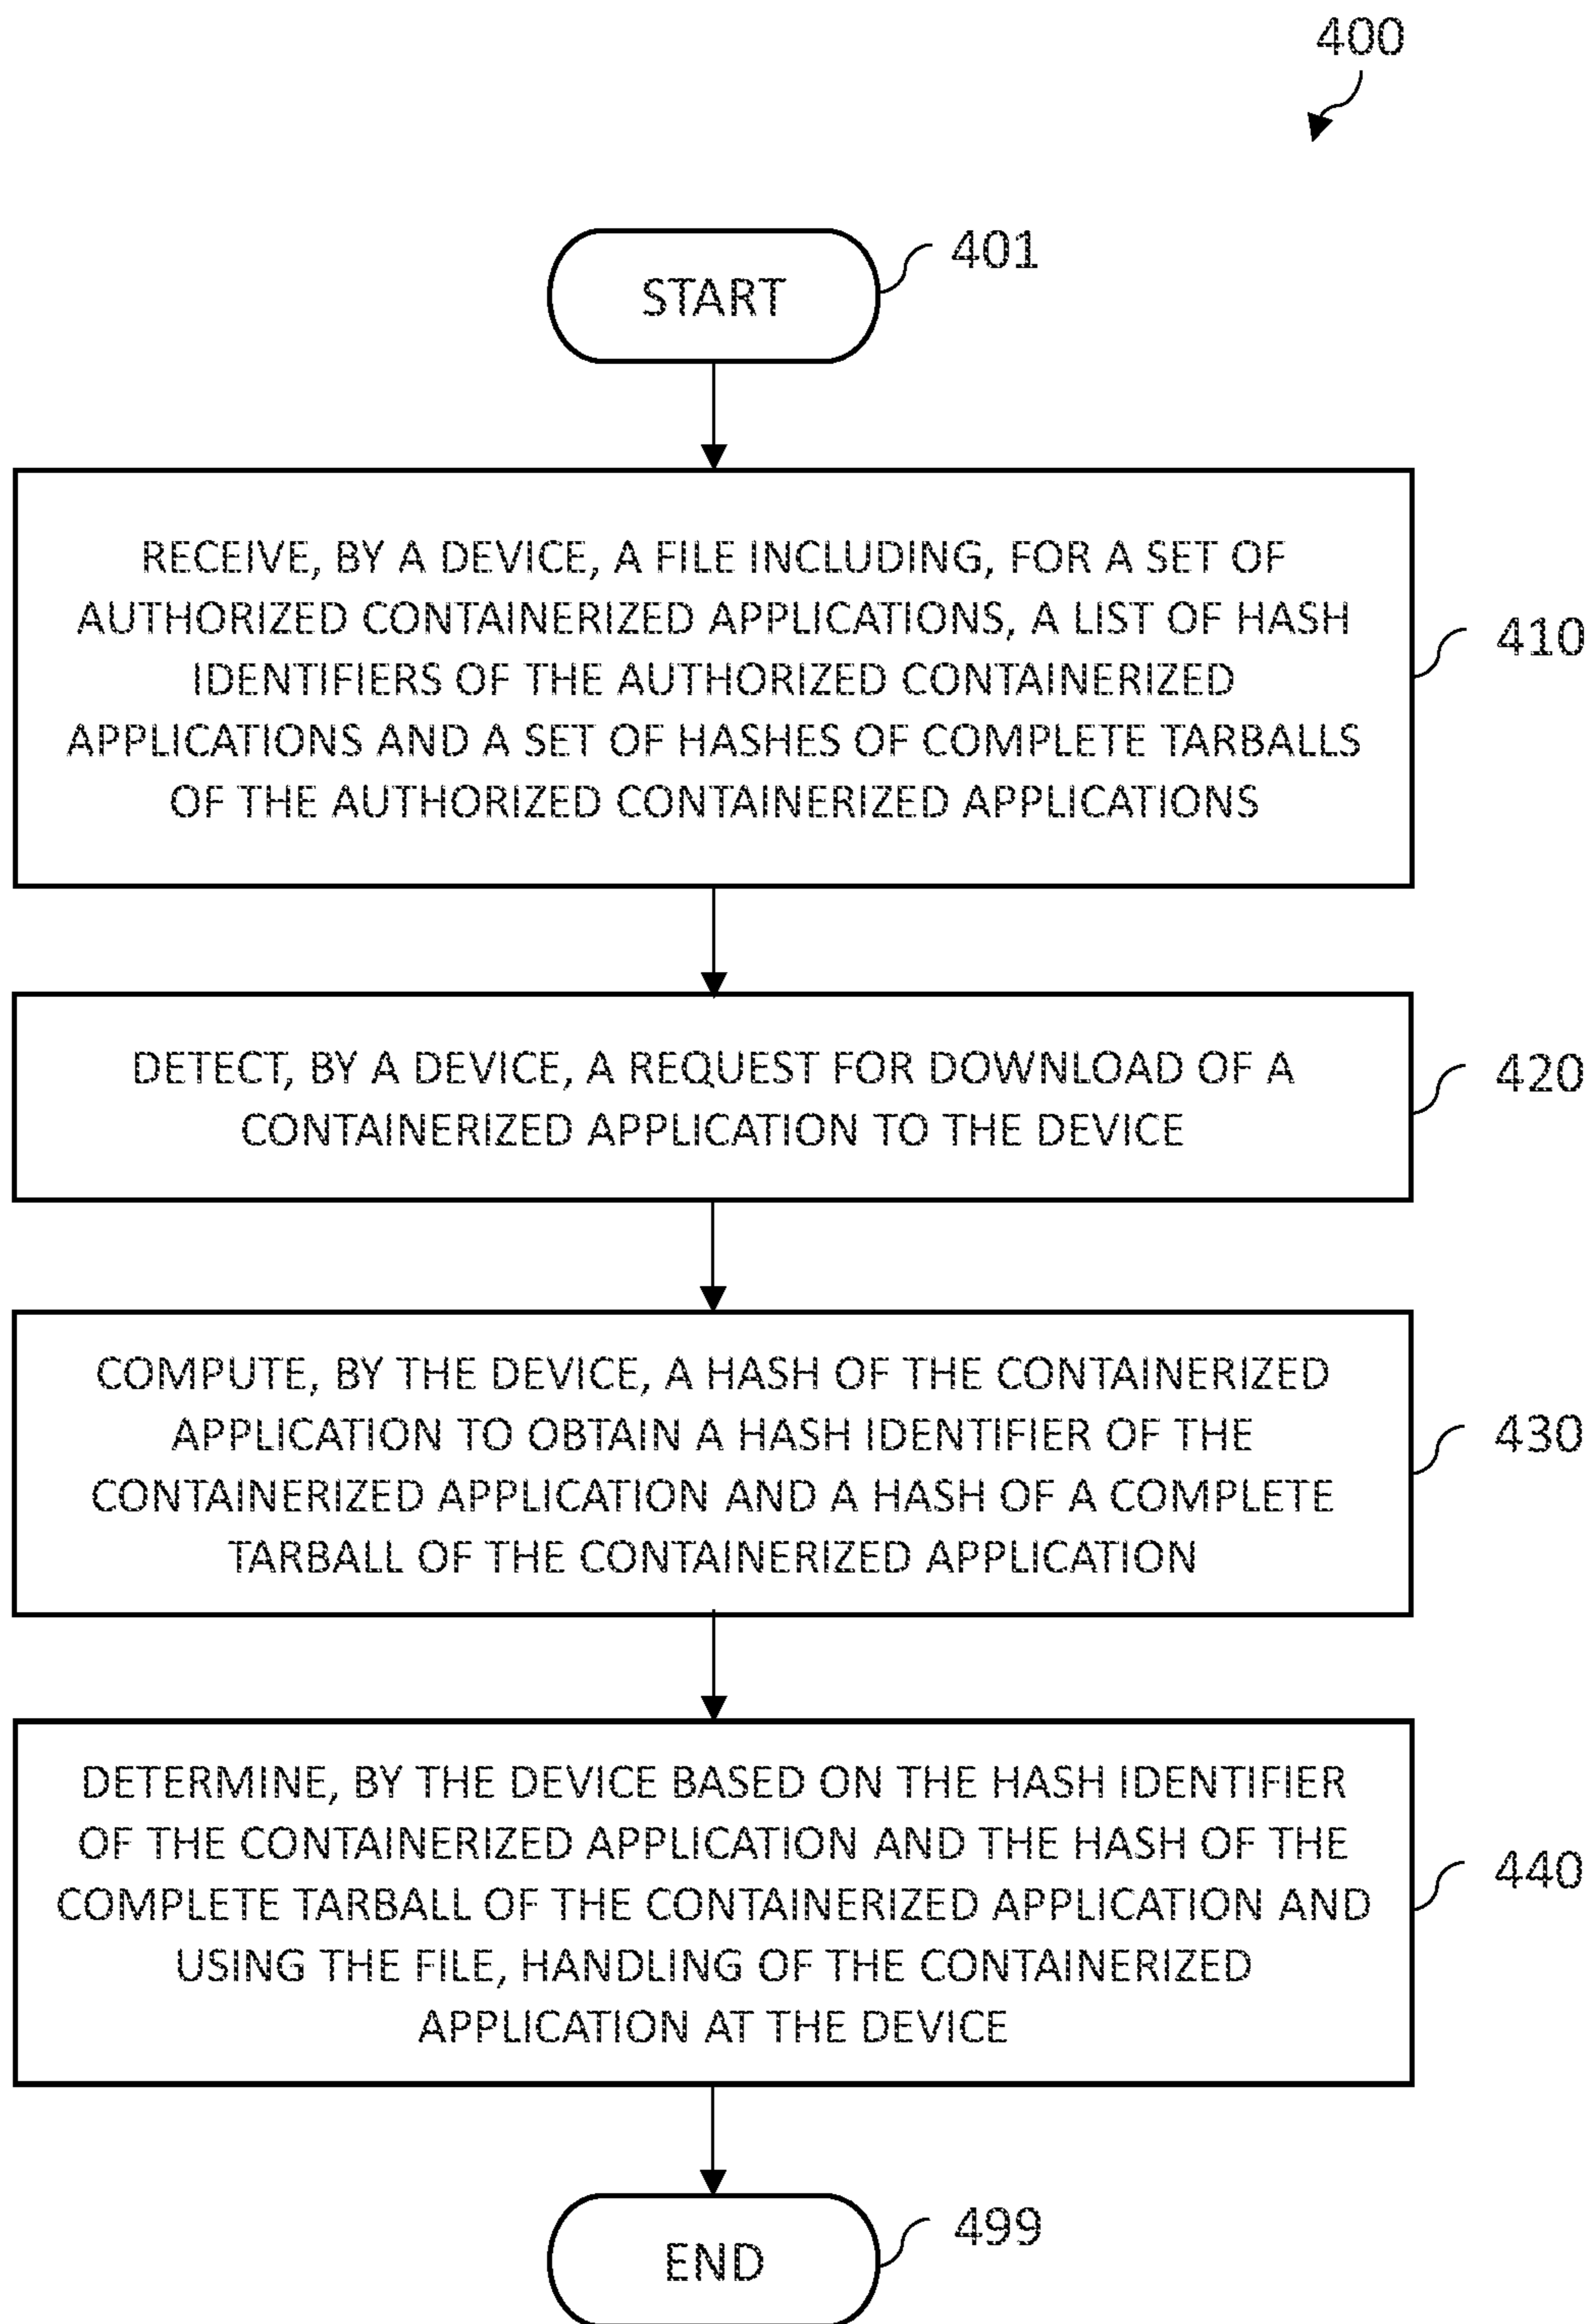 400
START
401
RECEIVE, BY A DEVICE, A FILE INCLUDING, FOR A SET OF
AUTHORIZED CONTAINERIZED APPLICATIONS, A LIST OF HASH
IDENTIFIERS OF THE AUTHORIZED CONTAINERIZED
APPLICATIONS AND A SET OF HASHES OF COMPLETE TARBALLS
OF THE AUTHORIZED CONTAINERIZED APPLICATIONS
410
DETECT, BY A DEVICE, A REQUEST FOR DOWNLOAD OF A
CONTAINERIZED APPLICATION TO THE DEVICE
420
COMPUTE, BY THE DEVICE, A HASH OF THE CONTAINERIZED
APPLICATION TO OBTAIN A HASH IDENTIFIER OF THE
CONTAINERIZED APPLICATION AND A HASH OF A COMPLETE
TARBALL OF THE CONTAINERIZED APPLICATION
430
DETERMINE, BY THE DEVICE BASED ON THE HASH IDENTIFIER
OF THE CONTAINERIZED APPLICATION AND THE HASH OF THE
COMPLETE TARBALL OF THE CONTAINERIZED APPLICATION AND
USING THE FILE, HANDLING OF THE CONTAINERIZED
APPLICATION AT THE DEVICE
440
END
499